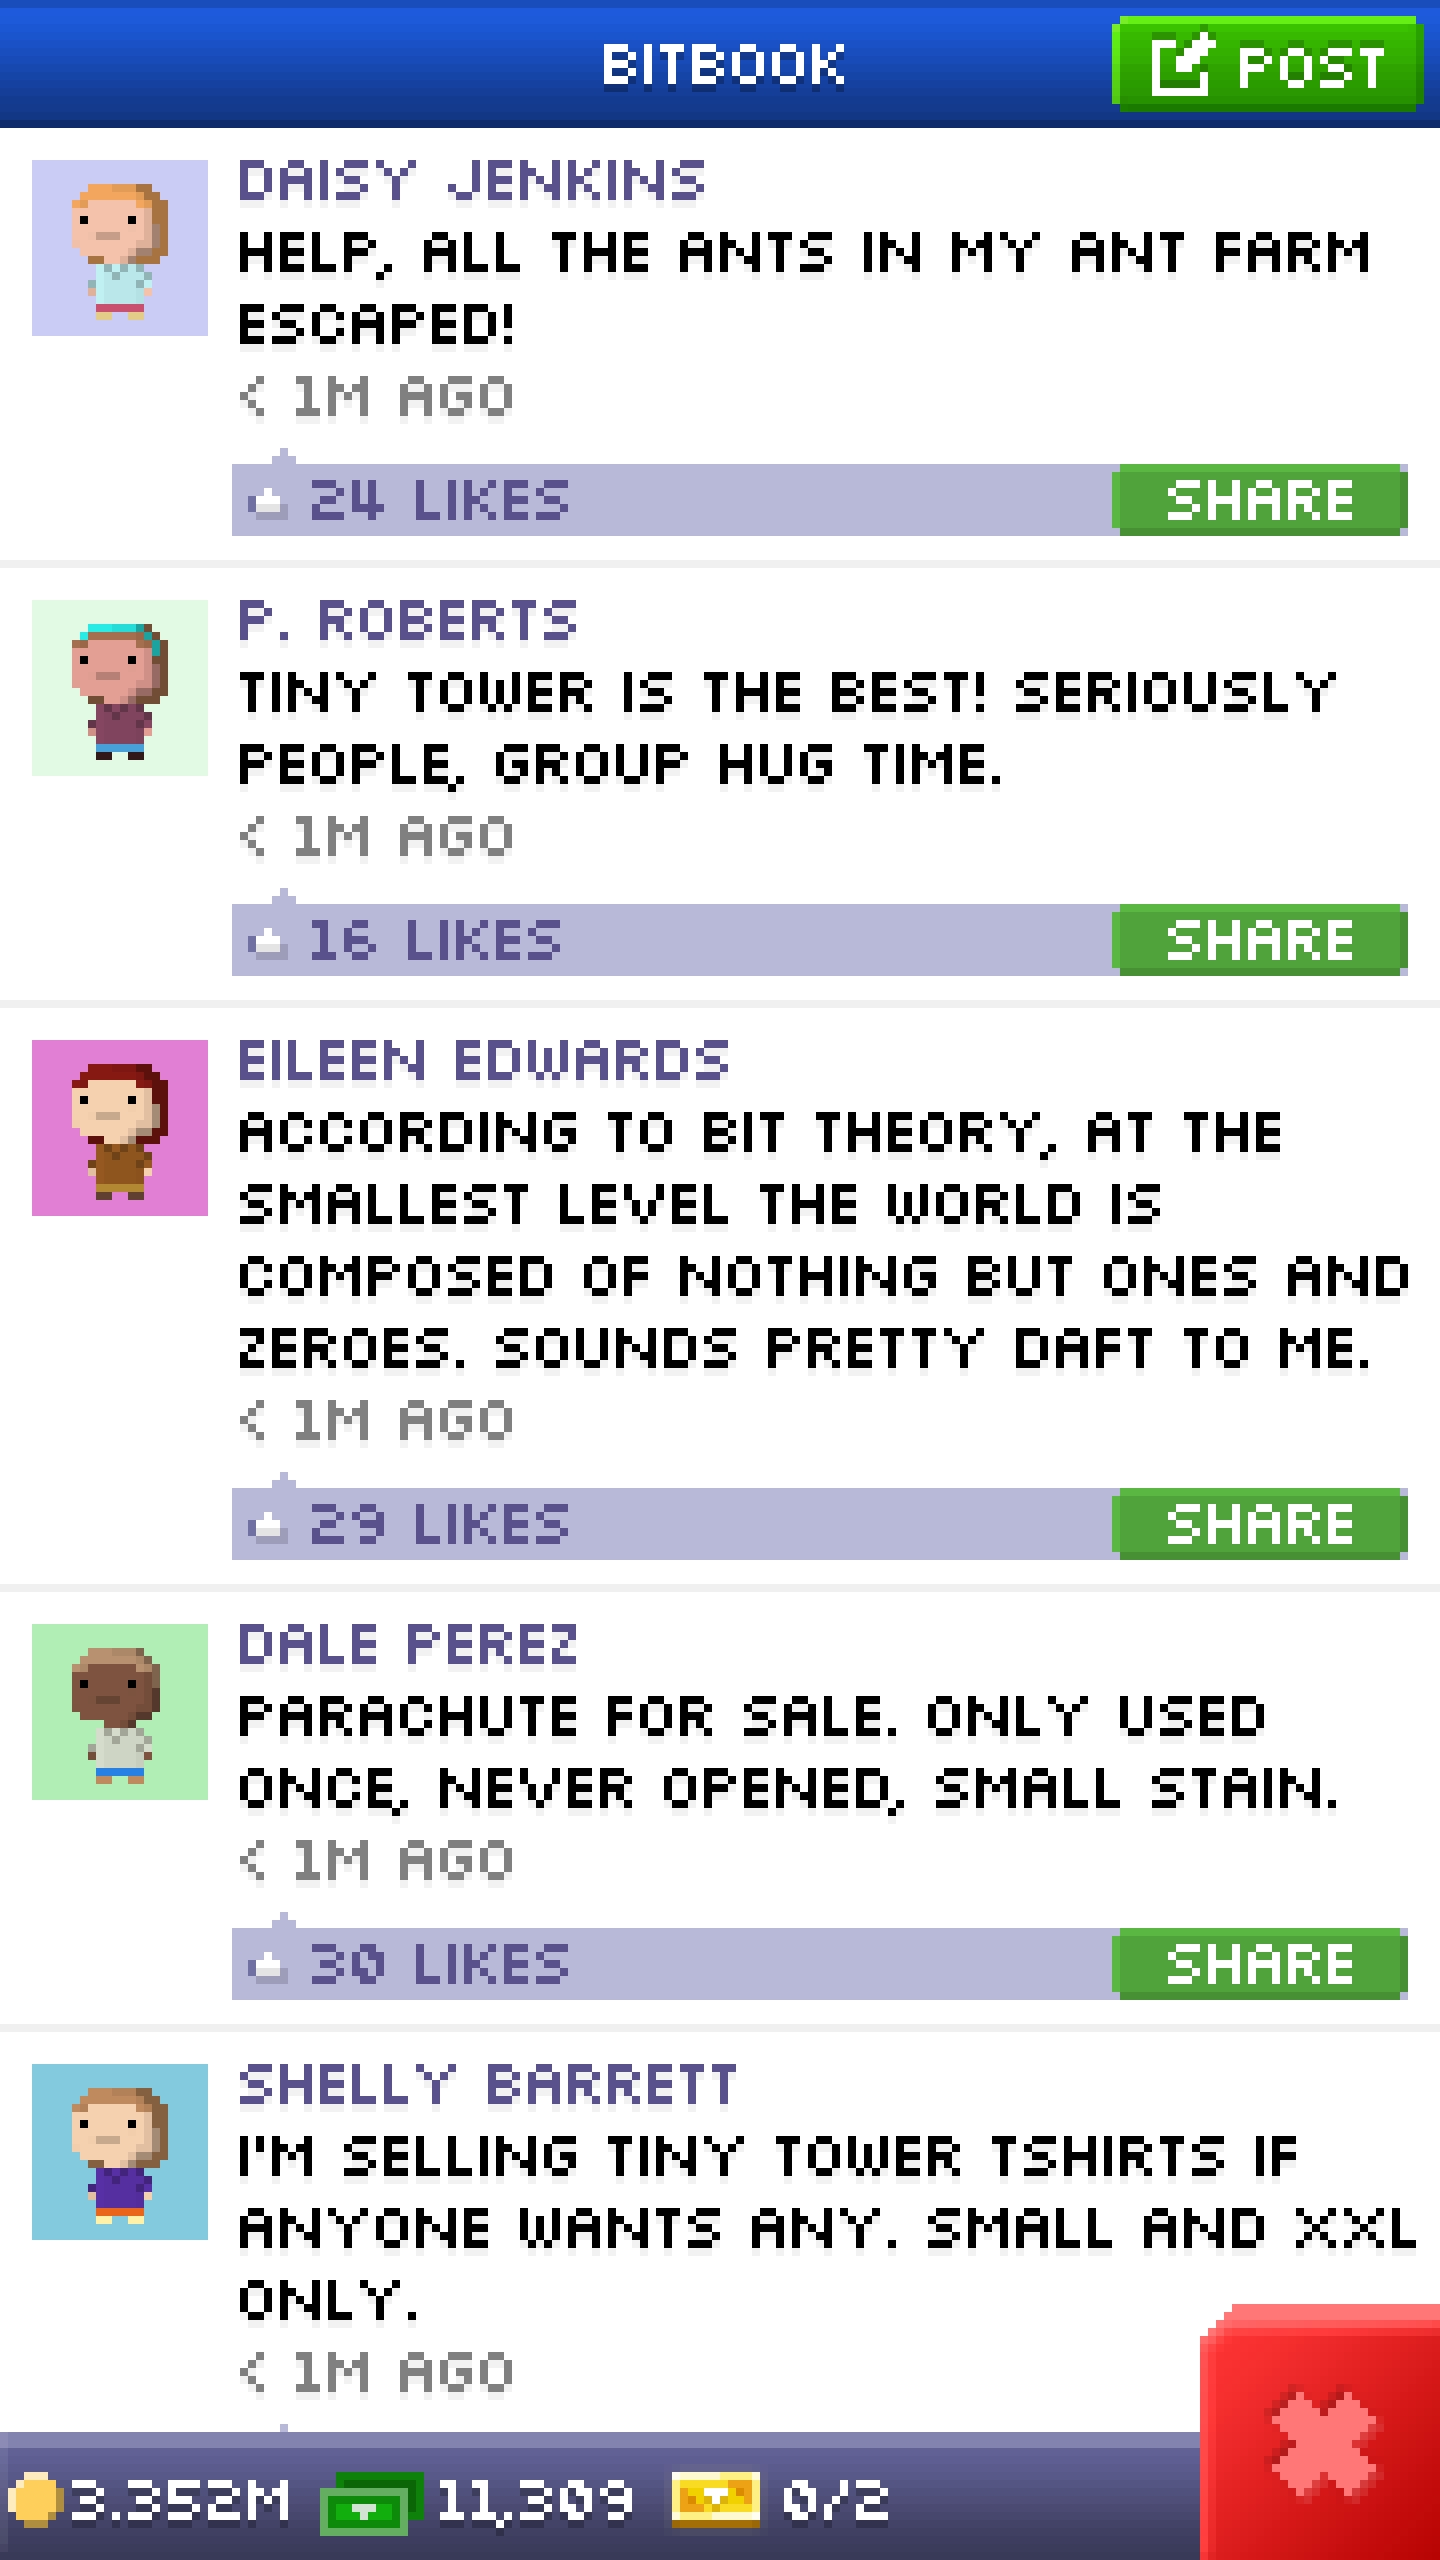 BITBOOK
POST
DAISY JENKINS
HELP, ALL THE ANTS IN MY ANT FARM
ESCAPED!
< 1M AGO
24 LIKES
SHARE
P. ROBERTS
TINY TOWER IS THE BEST! SERIOUSLY
PEOPLE, GROUP HUG TIME.
< 1M AGO
16 LIKES
SHARE
EILEEN EDWARDS
ACCORDING TO BIT THEORY, AT THE
SMALLEST LEVEL THE WORLD IS
COMPOSED OF NOTHING BUT ONES AND
ZEROES. SOUNDS PRETTY DAFT TO ME.
< 1M AGO
29 LIKES
SHARE
DALE PEREZ
PARACHUTE FOR SALE. ONLY USED
ONCE, NEVER OPENED, SMALL STAIN.
< 1M AGO
30 LIKES
SHARE
SHELLY BARRETT
I'M SELLING TINY TOWER TSHIRTS IF
ANYONE WANTS ANY. SMALL AND XXL
ONLY.
< 1M AGO
3.352M
11,309
0/2